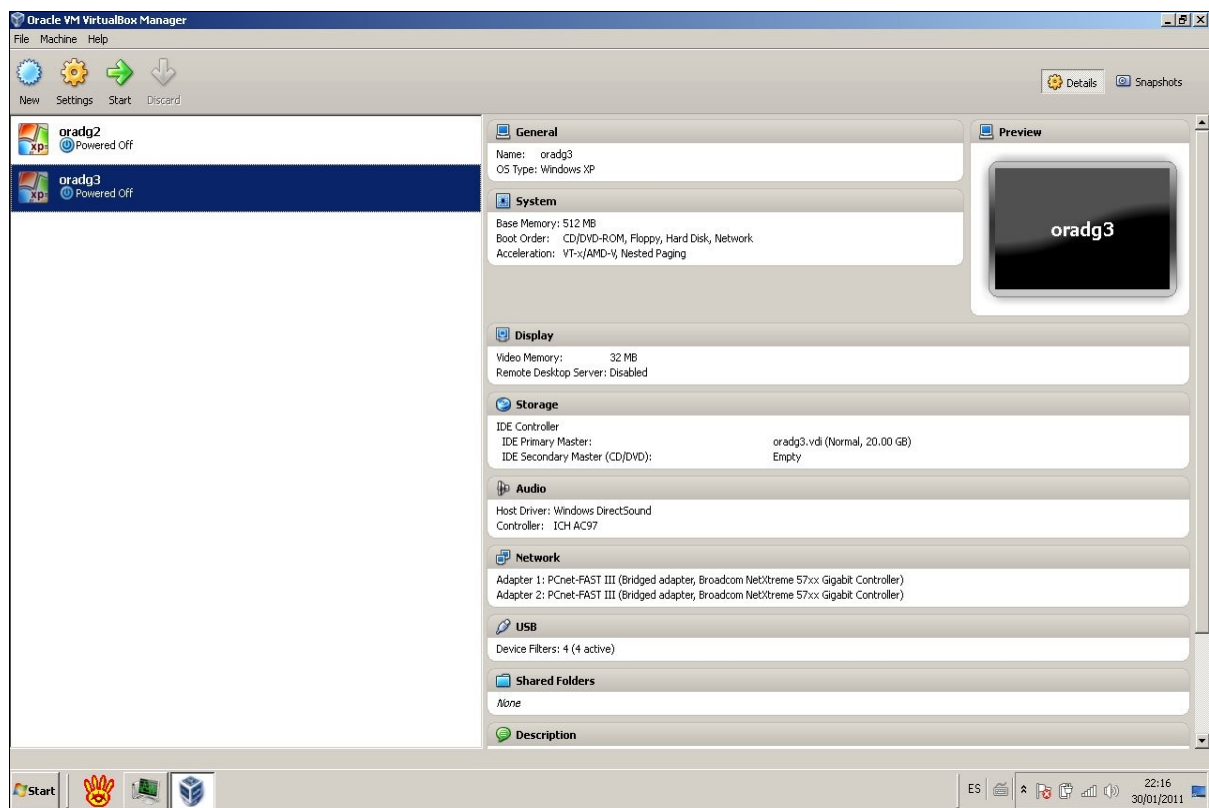 Oracle VM VirtualBox Manager
File Machine Help
New Settings Start Discard
Details Snapshots
oradg2
Powered Off
oradg3
Powered Off
General
Name: oradg3
OS Type: Windows XP
System
Base Memory: 512 MB
Boot Order: CD/DVD-ROM, Floppy, Hard Disk, Network
Acceleration: VT-x/AMD-V, Nested Paging
Preview
oradg3
Display
Video Memory: 32 MB
Remote Desktop Server: Disabled
Storage
IDE Controller
IDE Primary Master: oradg3.vdi (Normal, 20.00 GB)
IDE Secondary Master (CD/DVD): Empty
Audio
Host Driver: Windows DirectSound
Controller: ICH AC97
Network
Adapter 1: PCnet-FAST III (Bridged adapter, Broadcom NetXtreme 57xx Gigabit Controller)
Adapter 2: PCnet-FAST III (Bridged adapter, Broadcom NetXtreme 57xx Gigabit Controller)
USB
Device Filters: 4 (4 active)
Shared Folders
None
Description
Start
ES
22:16
30/01/2011